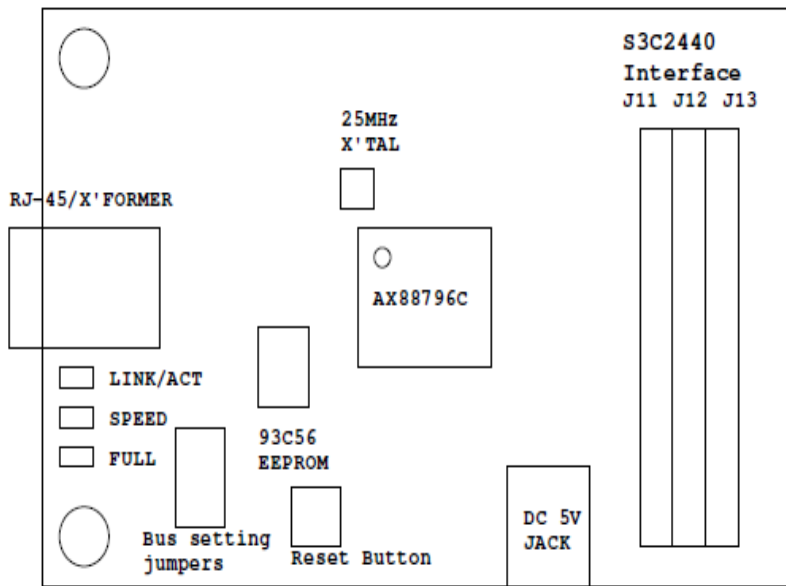 S3C2440
Interface
J11 J12 J13
25MHz
X'TAL
RJ-45/X'FORMER
AX88796C
LINK/ACT
SPEED
FULL
93C56
EEPROM
Bus setting
jumpers
Reset Button
DC 5V
JACK